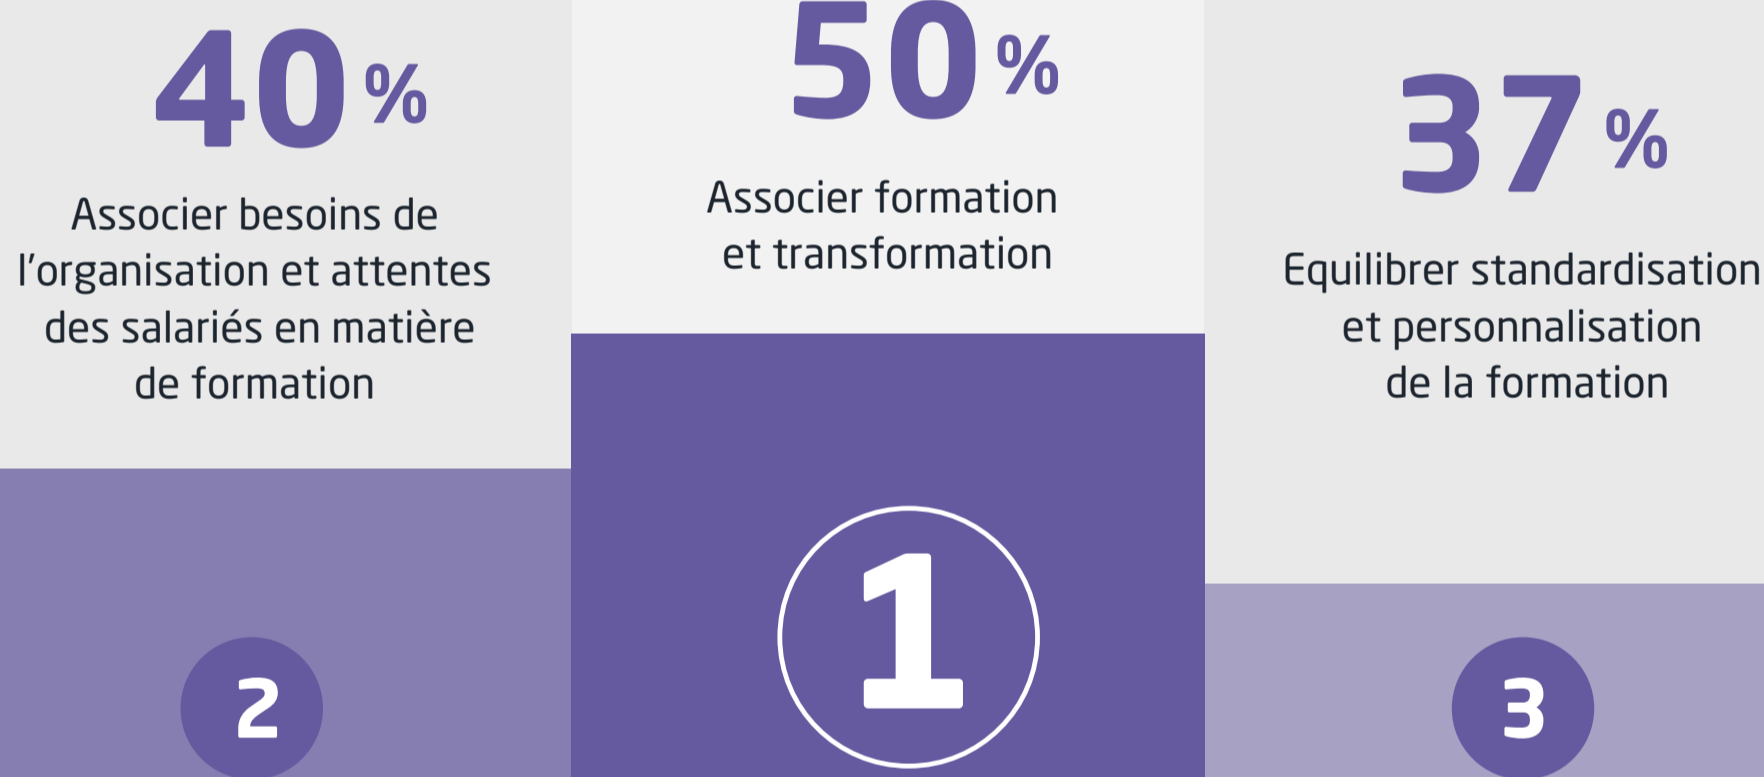 40 %
Associer besoins de
l'organisation et attentes
des salariés en matière
de formation
2
50 %
Associer formation
et transformation
1
37 %
Equilibrer standardisation
et personnalisation
de la formation
3